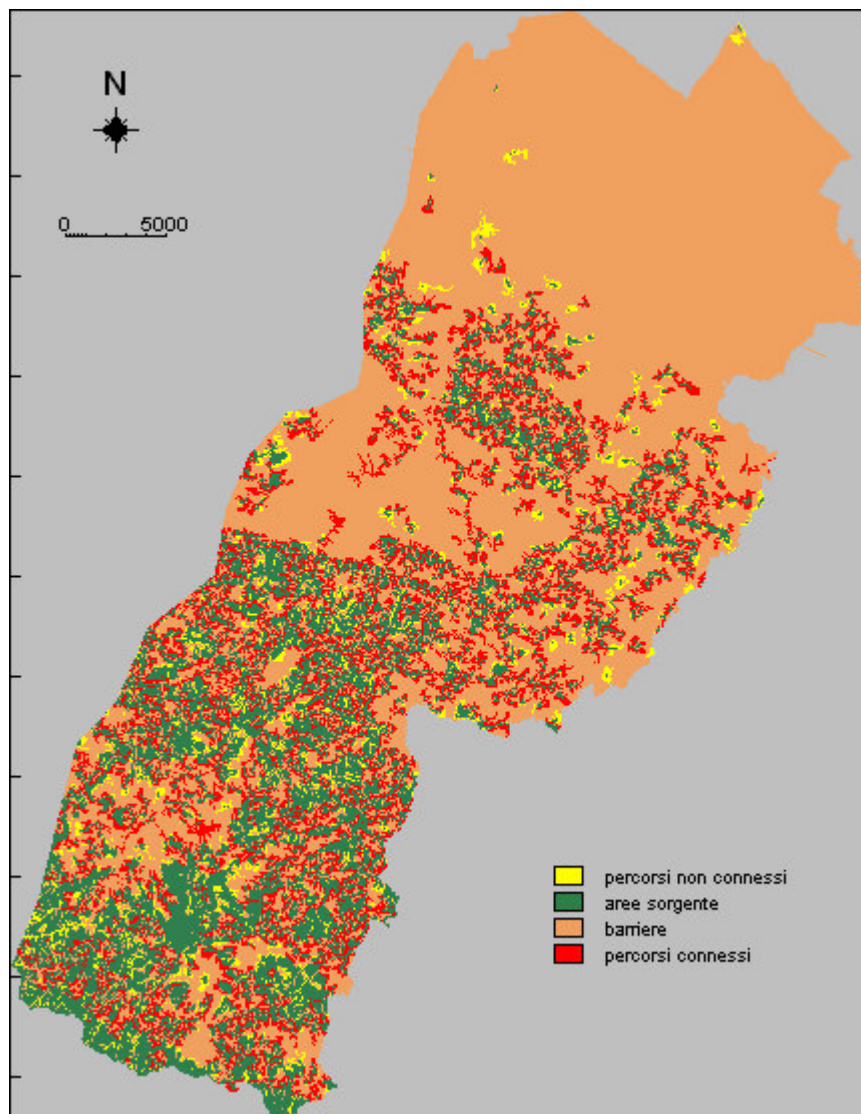 N
0 5000
percorsi non connessi
aree sorgente
barriere
percorsi connessi